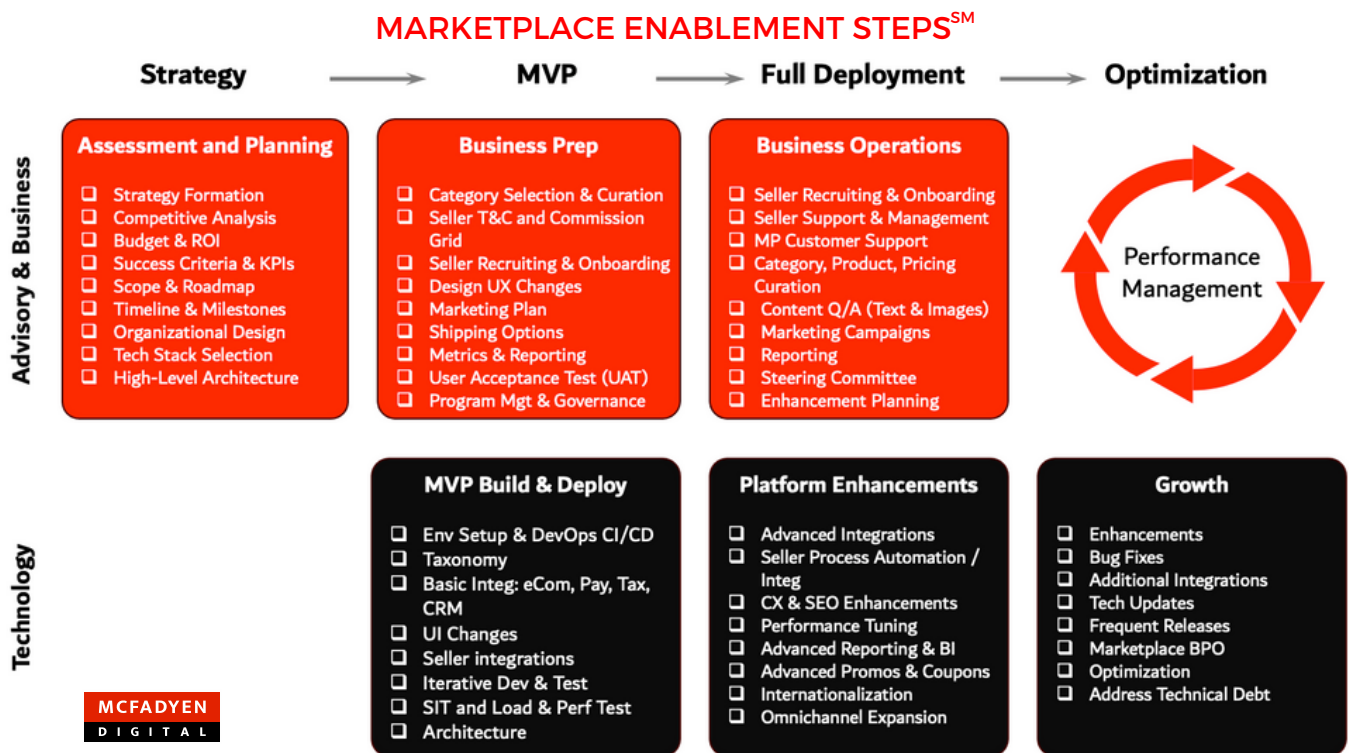 MARKETPLACE ENABLEMENT STEPS℠
Strategy
MVP
Full Deployment
Optimization
Advisory & Business
Assessment and Planning
❑ Strategy Formation
❑ Competitive Analysis
❑ Budget & ROI
❑ Success Criteria & KPIs
❑ Scope & Roadmap
❑ Timeline & Milestones
❑ Organizational Design
❑ Tech Stack Selection
❑ High-Level Architecture
Business Prep
❑ Category Selection & Curation
❑ Seller T&C and Commission
Grid
❑ Seller Recruiting & Onboarding
❑ Design UX Changes
❑ Marketing Plan
❑ Shipping Options
❑ Metrics & Reporting
❑ User Acceptance Test (UAT)
❑ Program Mgt & Governance
Business Operations
❑ Seller Recruiting & Onboarding
❑ Seller Support & Management
❑ MP Customer Support
❑ Category, Product, Pricing
Curation
❑ Content Q/A (Text & Images)
❑ Marketing Campaigns
❑ Reporting
❑ Steering Committee
❑ Enhancement Planning
Performance
Management
Technology
MVP Build & Deploy
❑ Env Setup & DevOps CI/CD
❑ Taxonomy
❑ Basic Integ: eCom, Pay, Tax,
CRM
❑ UI Changes
❑ Seller integrations
❑ Iterative Dev & Test
❑ SIT and Load & Perf Test
❑ Architecture
Platform Enhancements
❑ Advanced Integrations
❑ Seller Process Automation /
Integ
❑ CX & SEO Enhancements
❑ Performance Tuning
❑ Advanced Reporting & BI
❑ Advanced Promos & Coupons
❑ Internationalization
❑ Omnichannel Expansion
Growth
❑ Enhancements
❑ Bug Fixes
❑ Additional Integrations
❑ Tech Updates
❑ Frequent Releases
❑ Marketplace BPO
❑ Optimization
❑ Address Technical Debt
MCFADYEN
DIGITAL